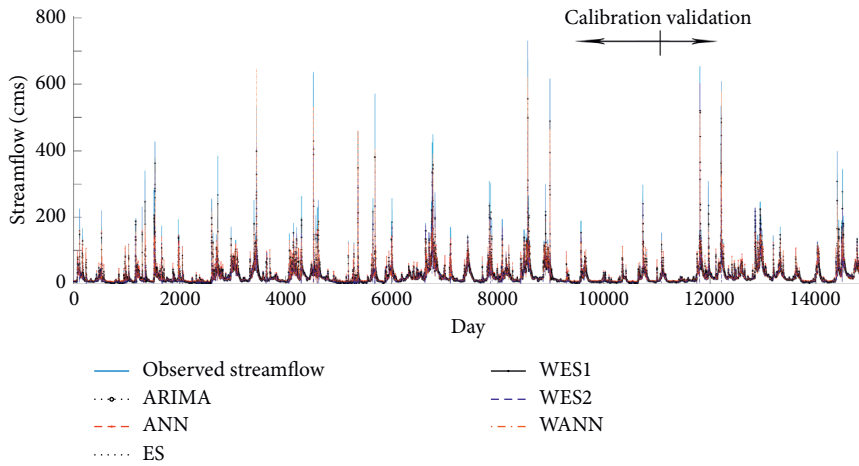 Calibration validation
Streamflow (cms)
800
600
400
200
0
0 2000 4000 6000 8000 10000 12000 14000
Day
Observed streamflow
ARIMA
ANN
ES
WES1
WES2
WANN